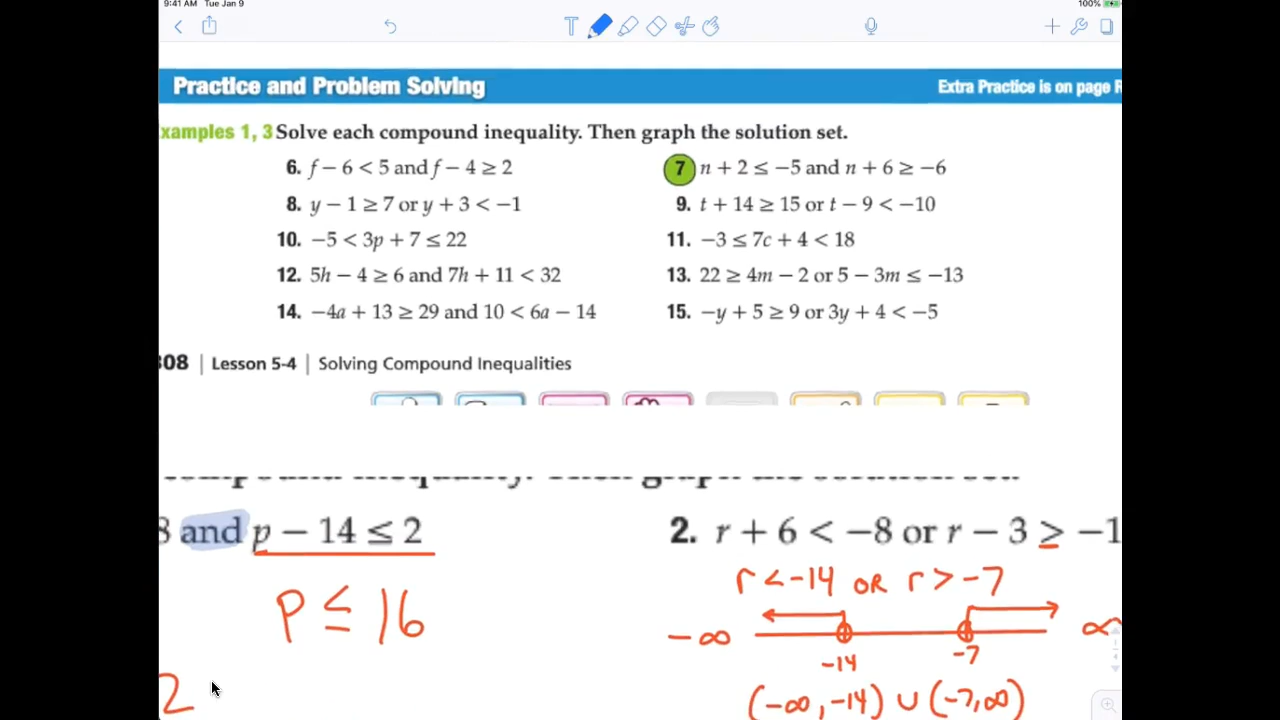 9:41 AM Tue Jan 9
100%
Practice and Problem Solving
Extra Practice is on page R
xamples 1, 3 Solve each compound inequality. Then graph the solution set.
6. f − 6 < 5 and f − 4 ≥ 2
7 n + 2 ≤ −5 and n + 6 ≥ −6
8. y − 1 ≥ 7 or y + 3 < −1
9. t + 14 ≥ 15 or t − 9 < −10
10. −5 < 3p + 7 ≤ 22
11. −3 ≤ 7c + 4 < 18
12. 5h − 4 ≥ 6 and 7h + 11 < 32
13. 22 ≥ 4m − 2 or 5 − 3m ≤ −13
14. −4a + 13 ≥ 29 and 10 < 6a − 14
15. −y + 5 ≥ 9 or 3y + 4 < −5
308 | Lesson 5-4 | Solving Compound Inequalities
8 and p − 14 ≤ 2
2. r + 6 < −8 or r − 3 ≥ −1
r < -14 OR r > -7
P ≤ 16
-∞
∞
-14
-7
2
(-∞, -14) ∪ (-7, ∞)